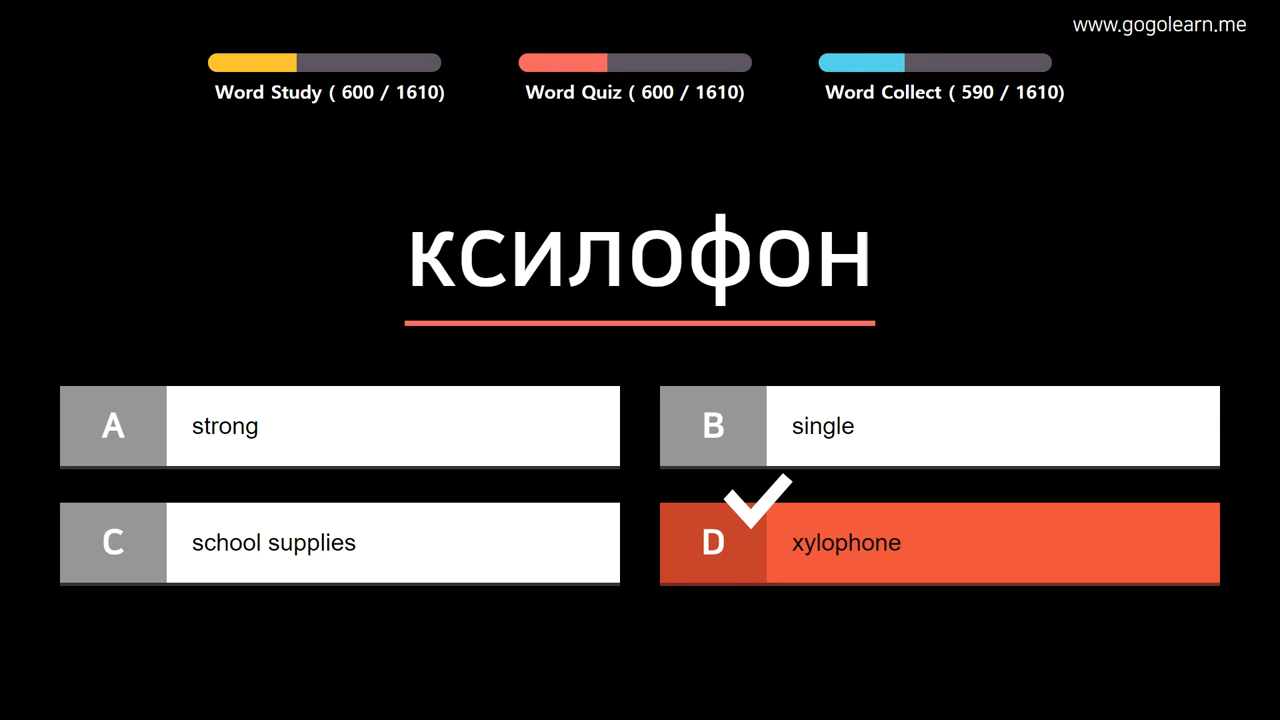 www.gogolearn.me
Word Study ( 600 / 1610)
Word Quiz ( 600 / 1610)
Word Collect ( 590 / 1610)
ксилофон
A strong
B single
C school supplies
D xylophone